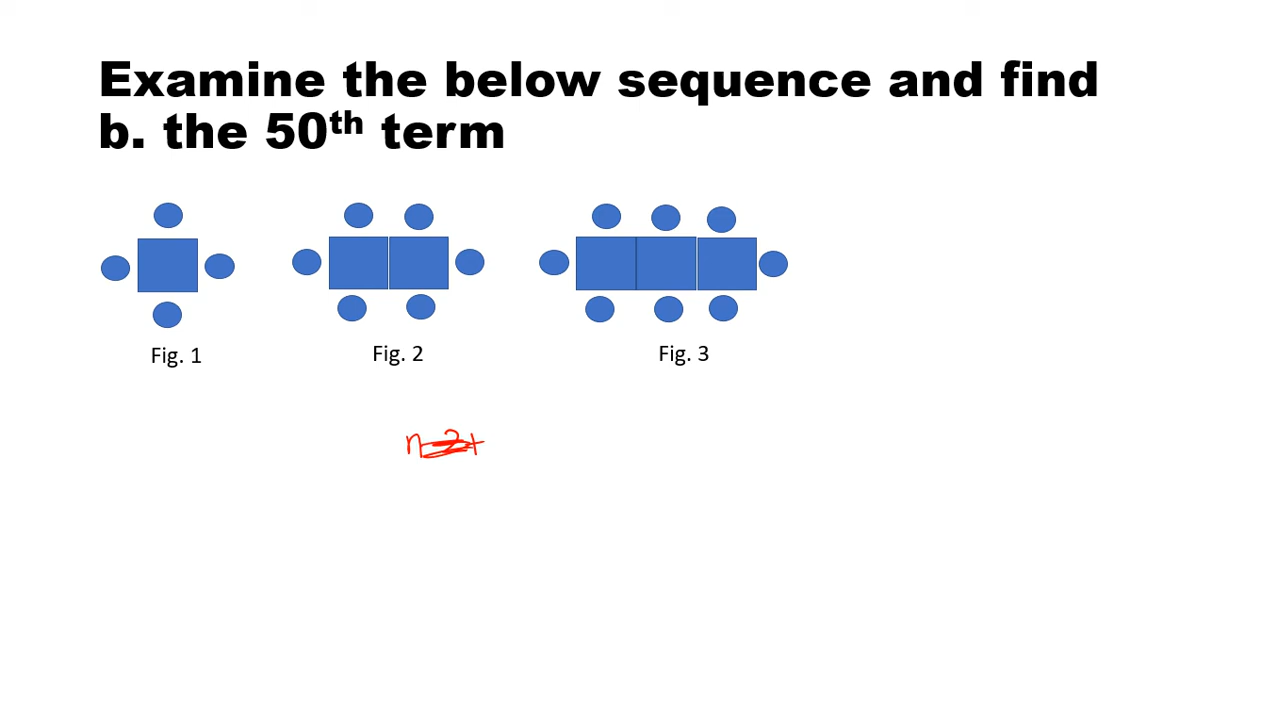 Examine the below sequence and find
b. the 50th term
Fig. 1
Fig. 2
Fig. 3